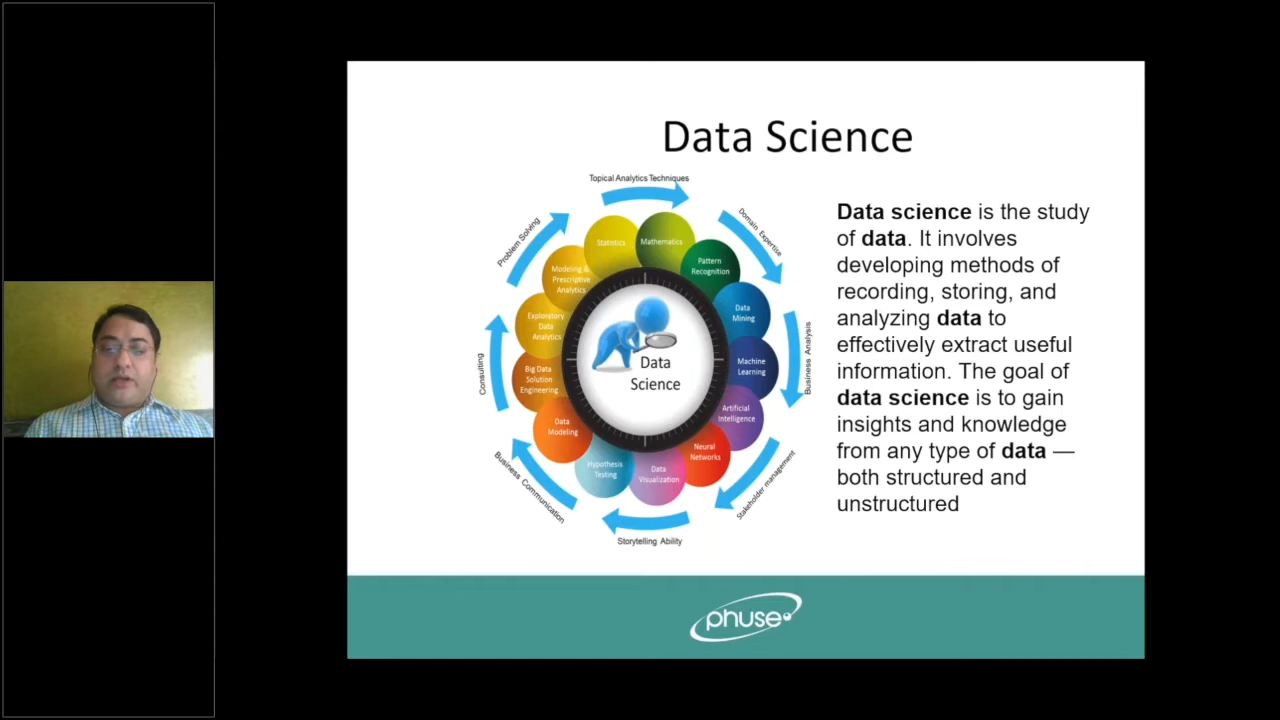 Data Science
Topical Analytics Techniques
Domain Expertise
Business Analysis
Stakeholder management
Storytelling Ability
Business Communication
Consulting
Problem Solving
Statistics
Mathematics
Pattern
Recognition
Data
Mining
Machine
Learning
Artificial
Intelligence
Neural
Networks
Data
Visualization
Hypothesis
Testing
Data
Modeling
Big Data
Solution
Engineering
Exploratory
Data
Analytics
Modeling &
Prescriptive
Analytics
Data
Science
Data science is the study
of data. It involves
developing methods of
recording, storing, and
analyzing data to
effectively extract useful
information. The goal of
data science is to gain
insights and knowledge
from any type of data —
both structured and
unstructured
phuse